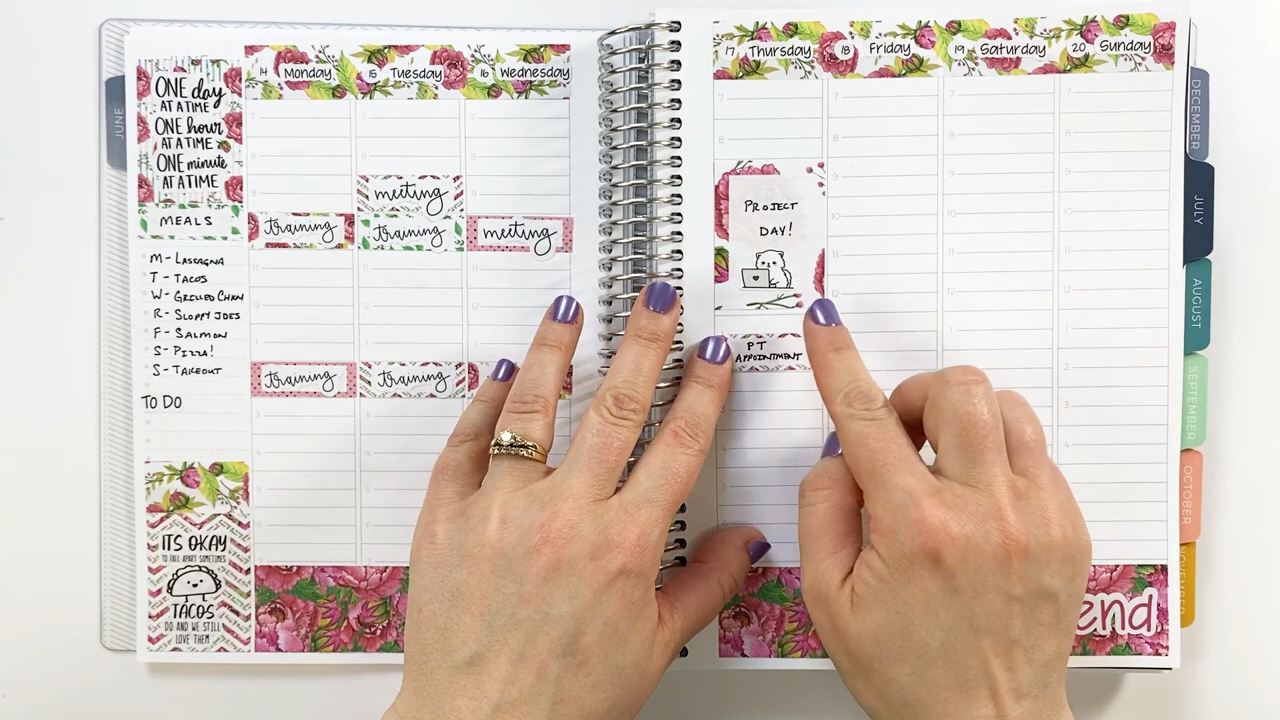 JUNE
ONE day
AT A TIME
ONE hour
AT A TIME
ONE minute
AT A TIME
MEALS
M - LASSAGNA
T - TACOS
W - GRILLED CHKN
R - SLOPPY JOES
F - SALMON
S - PIZZA!
S - TAKEOUT
TO DO
ITS OKAY
TO FALL APART SOMETIMES
TACOS
DO AND WE STILL
LOVE THEM
14 Monday
15 Tuesday
16 Wednesday
meeting
training
training
meeting
training
training
17 Thursday
18 Friday
19 Saturday
20 Sunday
PROJECT
DAY!
PT
APPOINTMENT
end
DECEMBER
JULY
AUGUST
SEPTEMBER
OCTOBER
NOVEMBER